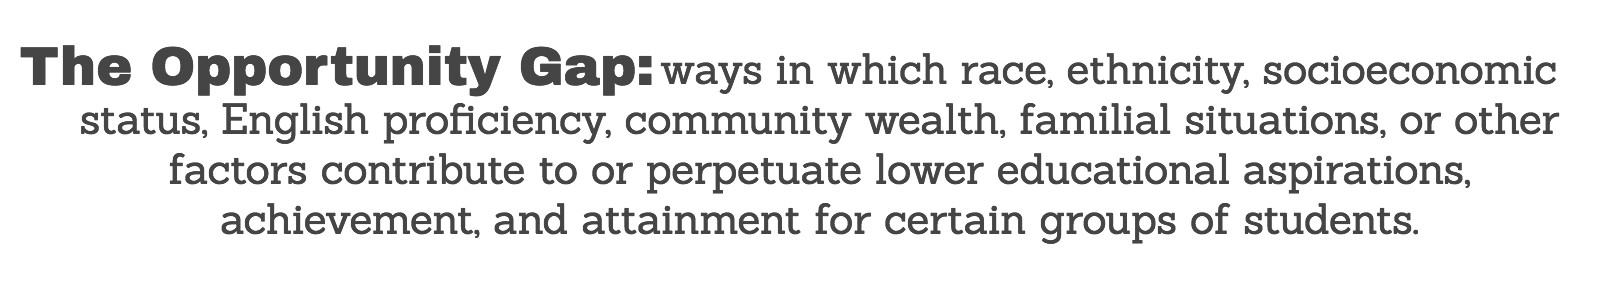 The Opportunity Gap: ways in which race, ethnicity, socioeconomic
status, English proficiency, community wealth, familial situations, or other
factors contribute to or perpetuate lower educational aspirations,
achievement, and attainment for certain groups of students.